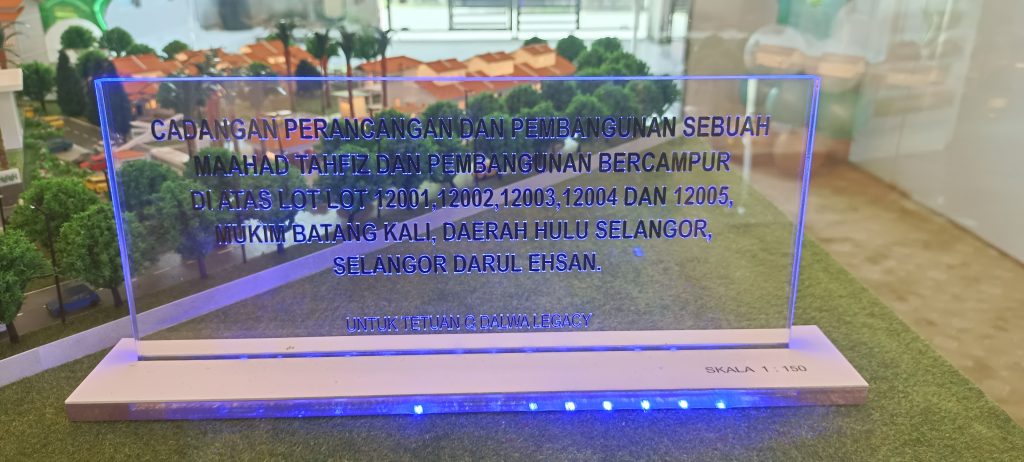 CADANGAN PERANCANGAN DAN PEMBANGUNAN SEBUAH
MAAHAD TAHFIZ DAN PEMBANGUNAN BERCAMPUR
DI ATAS LOT LOT 12001,12002,12003,12004 DAN 12005,
MUKIM BATANG KALI, DAERAH HULU SELANGOR,
SELANGOR DARUL EHSAN.
UNTUK TETUAN G DALWA LEGACY
SKALA 1 : 150